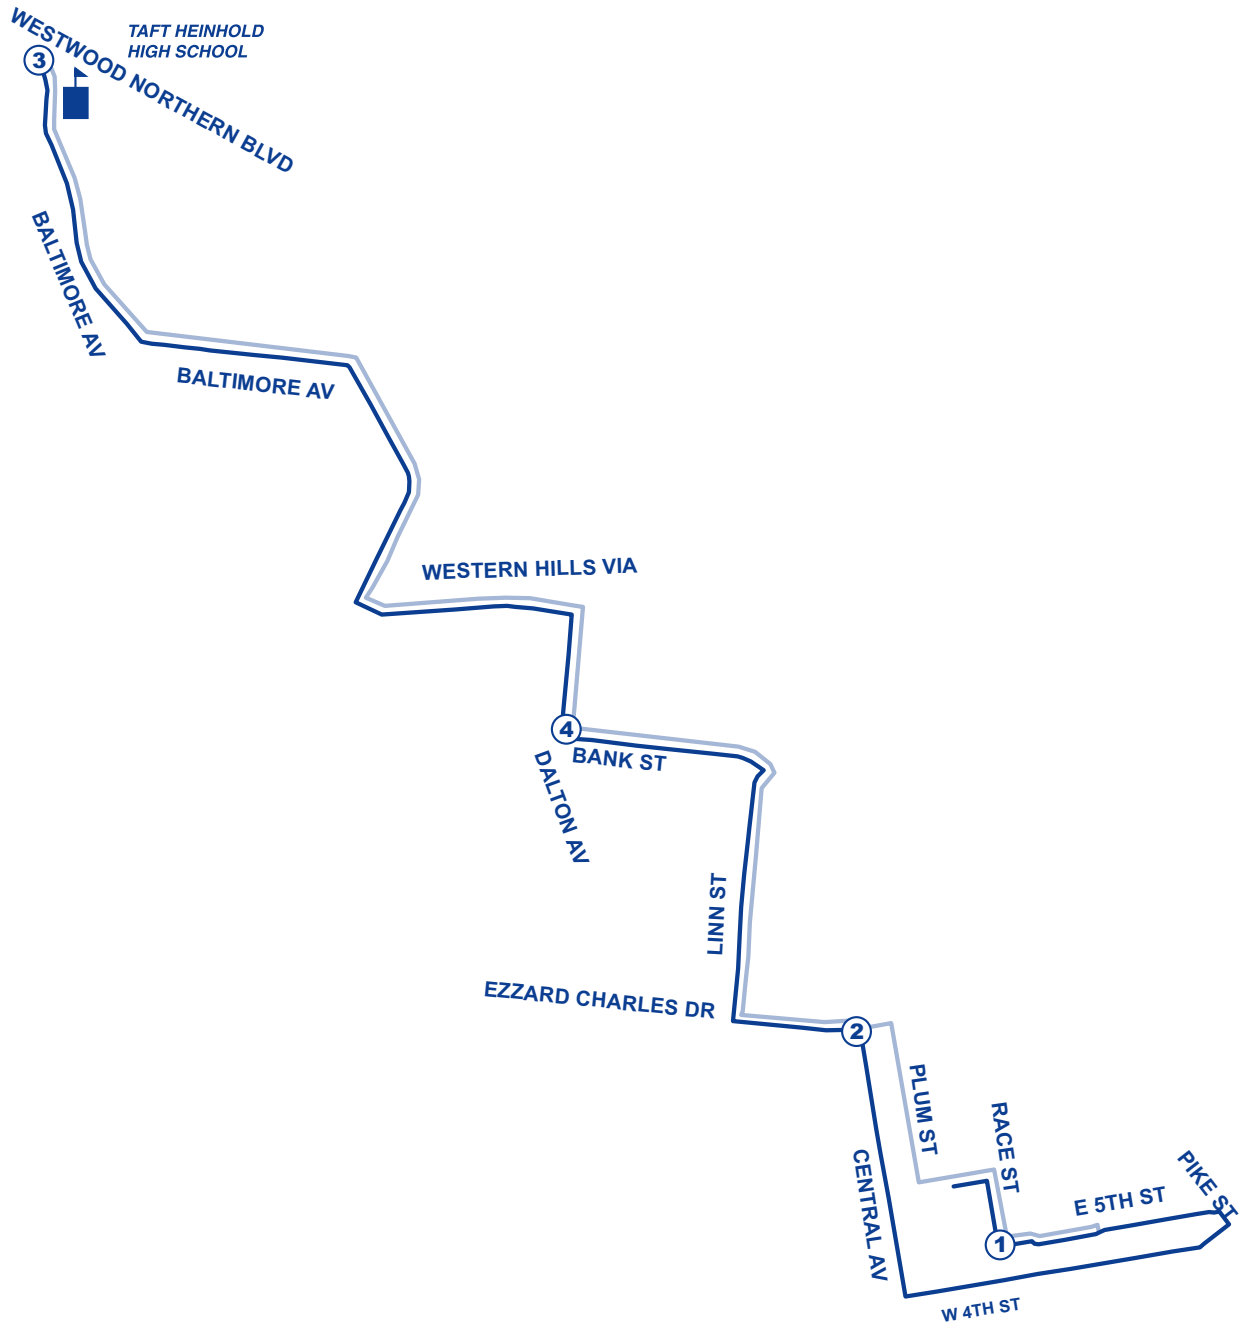 WESTWOOD NORTHERN BLVD
TAFT HEINHOLD
HIGH SCHOOL
3
BALTIMORE AV
BALTIMORE AV
WESTERN HILLS VIA
4
BANK ST
DALTON AV
LINN ST
EZZARD CHARLES DR
2
PLUM ST
RACE ST
CENTRAL AV
PIKE ST
E 5TH ST
1
W 4TH ST